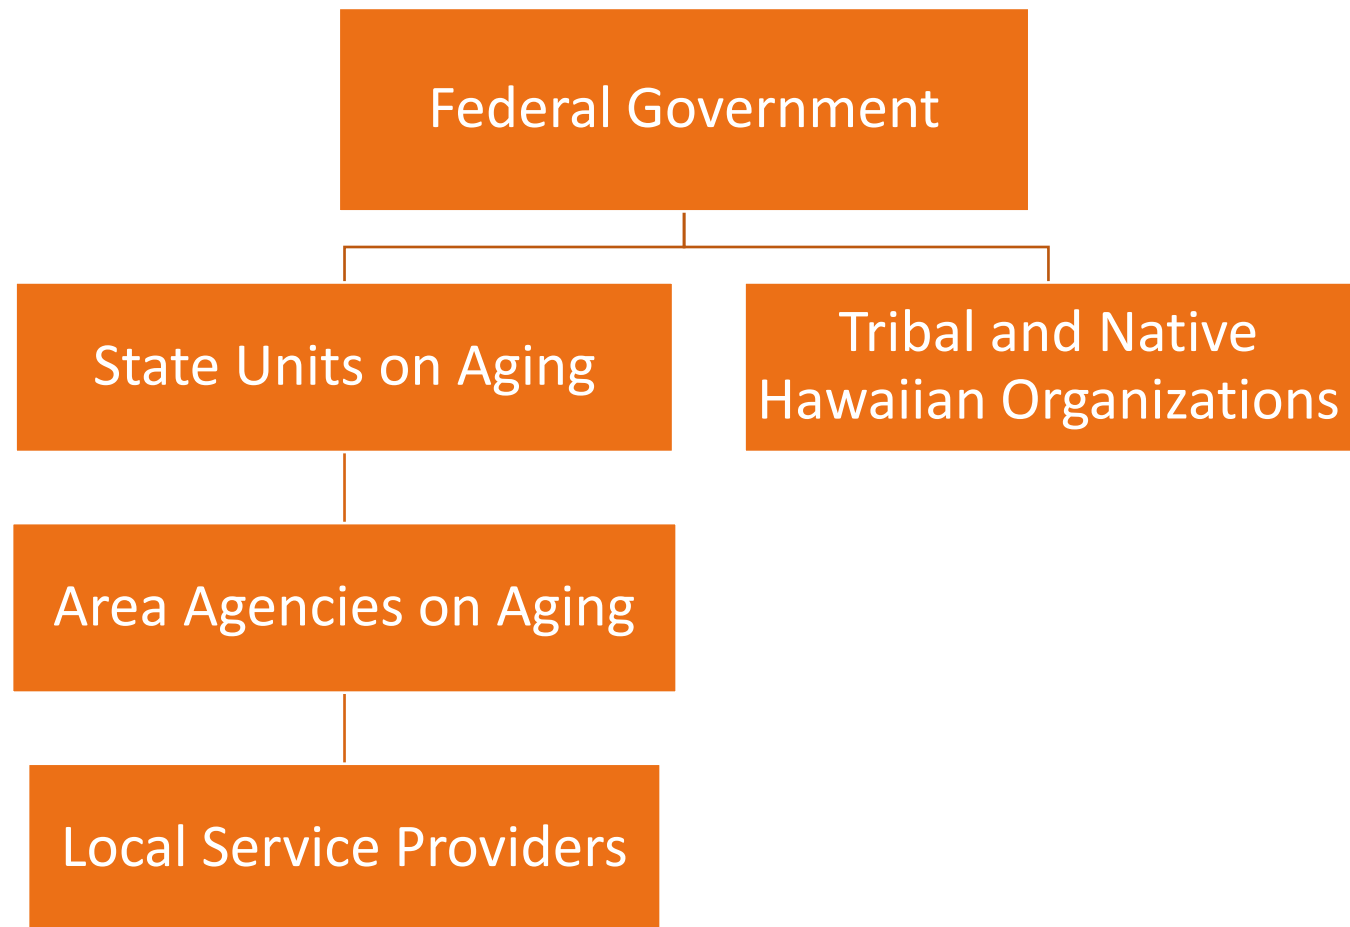 Federal Government
State Units on Aging
Tribal and Native
Hawaiian Organizations
Area Agencies on Aging
Local Service Providers